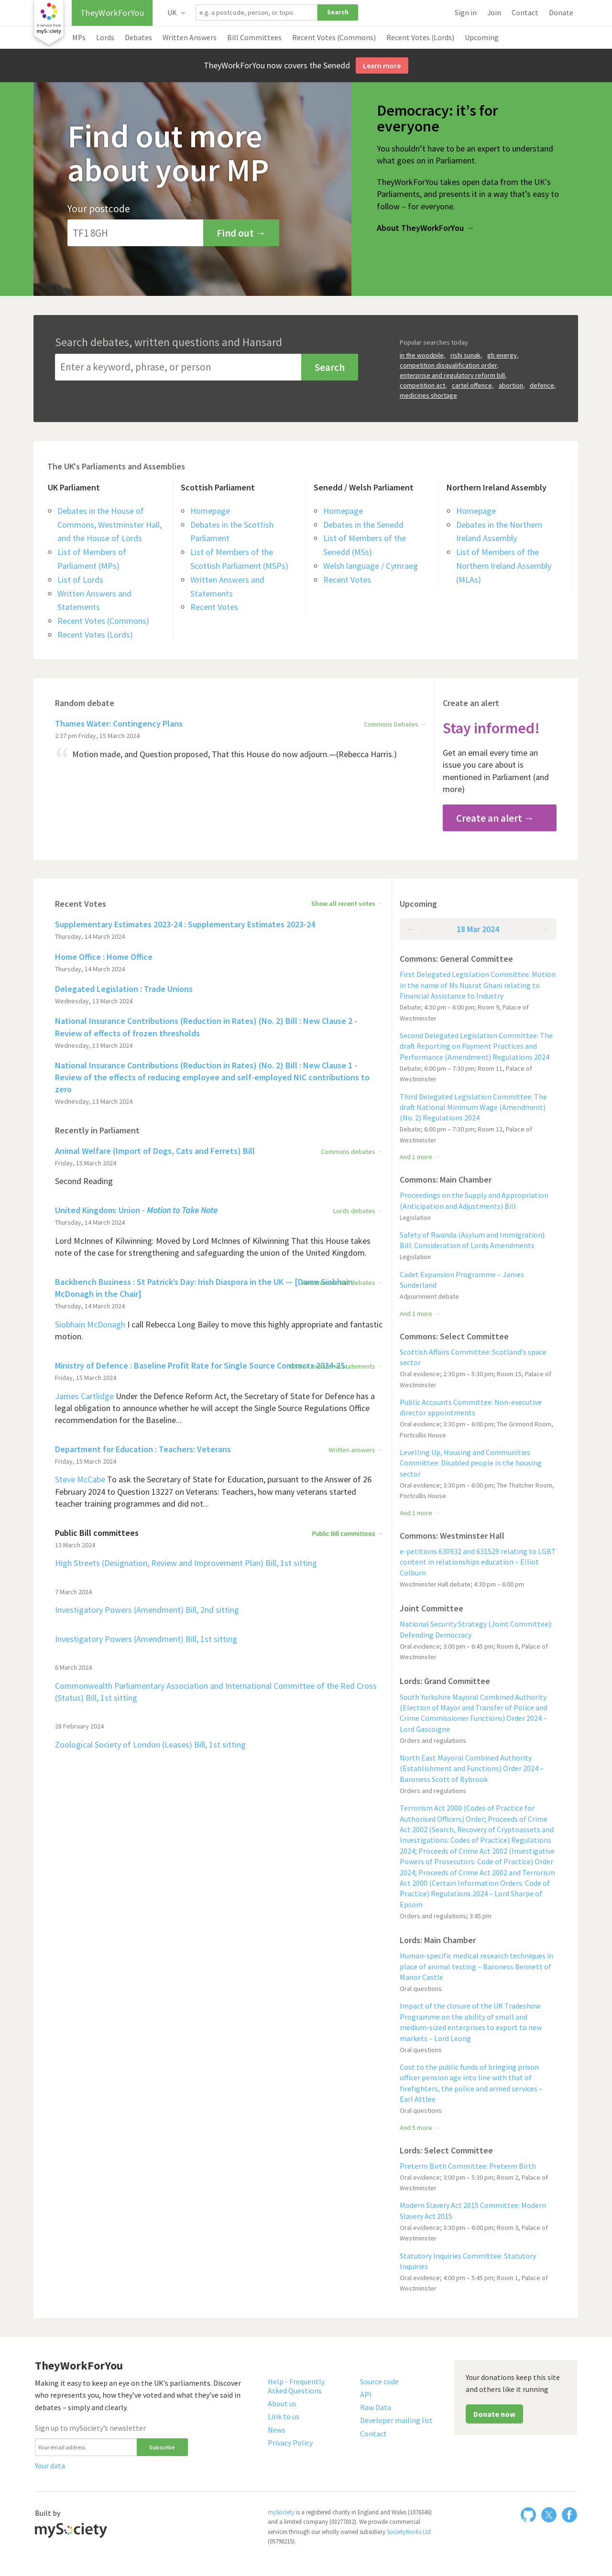 a service from
mySociety
TheyWorkForYou
UK
e.g. a postcode, person, or topic
Search
Sign in
Join
Contact
Donate
MPs
Lords
Debates
Written Answers
Bill Committees
Recent Votes (Commons)
Recent Votes (Lords)
Upcoming
TheyWorkForYou now covers the Senedd
Learn more
Find out more
about your MP
Your postcode
TF1 8GH
Find out →
Democracy: it’s for
everyone
You shouldn’t have to be an expert to understand
what goes on in Parliament.
TheyWorkForYou takes open data from the UK’s
Parliaments, and presents it in a way that’s easy to
follow – for everyone.
About TheyWorkForYou →
Search debates, written questions and Hansard
Enter a keyword, phrase, or person
Search
Popular searches today
in the woodpile, rishi sunak, gb energy,
competition disqualification order,
enterprise and regulatory reform bill,
competition act, cartel offence, abortion, defence,
medicines shortage
The UK's Parliaments and Assemblies
UK Parliament
Debates in the House of
Commons, Westminster Hall,
and the House of Lords
List of Members of
Parliament (MPs)
List of Lords
Written Answers and
Statements
Recent Votes (Commons)
Recent Votes (Lords)
Scottish Parliament
Homepage
Debates in the Scottish
Parliament
List of Members of the
Scottish Parliament (MSPs)
Written Answers and
Statements
Recent Votes
Senedd / Welsh Parliament
Homepage
Debates in the Senedd
List of Members of the
Senedd (MSs)
Welsh language / Cymraeg
Recent Votes
Northern Ireland Assembly
Homepage
Debates in the Northern
Ireland Assembly
List of Members of the
Northern Ireland Assembly
(MLAs)
Random debate
Thames Water: Contingency Plans
Commons Debates →
2:37 pm Friday, 15 March 2024
“ Motion made, and Question proposed, That this House do now adjourn.—(Rebecca Harris.)
Create an alert
Stay informed!
Get an email every time an
issue you care about is
mentioned in Parliament (and
more)
Create an alert →
Recent Votes
Show all recent votes →
Supplementary Estimates 2023-24 : Supplementary Estimates 2023-24
Thursday, 14 March 2024
Home Office : Home Office
Thursday, 14 March 2024
Delegated Legislation : Trade Unions
Wednesday, 13 March 2024
National Insurance Contributions (Reduction in Rates) (No. 2) Bill : New Clause 2 -
Review of effects of frozen thresholds
Wednesday, 13 March 2024
National Insurance Contributions (Reduction in Rates) (No. 2) Bill : New Clause 1 -
Review of the effects of reducing employee and self-employed NIC contributions to
zero
Wednesday, 13 March 2024
Recently in Parliament
Animal Welfare (Import of Dogs, Cats and Ferrets) Bill
Commons debates →
Friday, 15 March 2024
Second Reading
United Kingdom: Union - Motion to Take Note
Lords debates →
Thursday, 14 March 2024
Lord McInnes of Kilwinning: Moved by Lord McInnes of Kilwinning That this House takes
note of the case for strengthening and safeguarding the union of the United Kingdom.
Backbench Business : St Patrick’s Day: Irish Diaspora in the UK — [Dame Siobhain
McDonagh in the Chair]
debates →
Thursday, 14 March 2024
Siobhain McDonagh I call Rebecca Long Bailey to move this highly appropriate and fantastic
motion.
Ministry of Defence : Baseline Profit Rate for Single Source Contracts 2024-25
statements →
Friday, 15 March 2024
James Cartlidge Under the Defence Reform Act, the Secretary of State for Defence has a
legal obligation to announce whether he will accept the Single Source Regulations Office
recommendation for the Baseline...
Department for Education : Teachers: Veterans
Written answers →
Friday, 15 March 2024
Steve McCabe To ask the Secretary of State for Education, pursuant to the Answer of 26
February 2024 to Question 13227 on Veterans: Teachers, how many veterans started
teacher training programmes and did not...
Public Bill committees
Public Bill committees →
13 March 2024
High Streets (Designation, Review and Improvement Plan) Bill, 1st sitting
7 March 2024
Investigatory Powers (Amendment) Bill, 2nd sitting
Investigatory Powers (Amendment) Bill, 1st sitting
6 March 2024
Commonwealth Parliamentary Association and International Committee of the Red Cross
(Status) Bill, 1st sitting
28 February 2024
Zoological Society of London (Leases) Bill, 1st sitting
Upcoming
← 18 Mar 2024 →
Commons: General Committee
First Delegated Legislation Committee: Motion
in the name of Ms Nusrat Ghani relating to
Financial Assistance to Industry
Debate; 4:30 pm – 6:00 pm; Room 9, Palace of
Westminster
Second Delegated Legislation Committee: The
draft Reporting on Payment Practices and
Performance (Amendment) Regulations 2024
Debate; 6:00 pm – 7:30 pm; Room 11, Palace of
Westminster
Third Delegated Legislation Committee: The
draft National Minimum Wage (Amendment)
(No. 2) Regulations 2024
Debate; 6:00 pm – 7:30 pm; Room 12, Palace of
Westminster
And 1 more →
Commons: Main Chamber
Proceedings on the Supply and Appropriation
(Anticipation and Adjustments) Bill
Legislation
Safety of Rwanda (Asylum and Immigration)
Bill: Consideration of Lords Amendments
Legislation
Cadet Expansion Programme – James
Sunderland
Adjournment debate
And 1 more →
Commons: Select Committee
Scottish Affairs Committee: Scotland's space
sector
Oral evidence; 2:30 pm – 5:30 pm; Room 15, Palace of
Westminster
Public Accounts Committee: Non-executive
director appointments
Oral evidence; 3:30 pm – 6:00 pm; The Grimond Room,
Portcullis House
Levelling Up, Housing and Communities
Committee: Disabled people in the housing
sector
Oral evidence; 3:30 pm – 6:00 pm; The Thatcher Room,
Portcullis House
And 1 more →
Commons: Westminster Hall
e-petitions 630932 and 631529 relating to LGBT
content in relationships education – Elliot
Colburn
Westminster Hall debate; 4:30 pm – 6:00 pm
Joint Committee
National Security Strategy (Joint Committee):
Defending Democracy
Oral evidence; 3:00 pm – 6:45 pm; Room 8, Palace of
Westminster
Lords: Grand Committee
South Yorkshire Mayoral Combined Authority
(Election of Mayor and Transfer of Police and
Crime Commissioner Functions) Order 2024 –
Lord Gascoigne
Orders and regulations
North East Mayoral Combined Authority
(Establishment and Functions) Order 2024 –
Baroness Scott of Bybrook
Orders and regulations
Terrorism Act 2000 (Codes of Practice for
Authorised Officers) Order; Proceeds of Crime
Act 2002 (Search, Recovery of Cryptoassets and
Investigations: Codes of Practice) Regulations
2024; Proceeds of Crime Act 2002 (Investigative
Powers of Prosecutors: Code of Practice) Order
2024; Proceeds of Crime Act 2002 and Terrorism
Act 2000 (Certain Information Orders: Code of
Practice) Regulations 2024 – Lord Sharpe of
Epsom
Orders and regulations; 3:45 pm
Lords: Main Chamber
Human-specific medical research techniques in
place of animal testing – Baroness Bennett of
Manor Castle
Oral questions
Impact of the closure of the UK Tradeshow
Programme on the ability of small and
medium-sized enterprises to export to new
markets – Lord Leong
Oral questions
Cost to the public funds of bringing prison
officer pension age into line with that of
firefighters, the police and armed services –
Earl Attlee
Oral questions
And 5 more →
Lords: Select Committee
Preterm Birth Committee: Preterm Birth
Oral evidence; 3:00 pm – 5:30 pm; Room 2, Palace of
Westminster
Modern Slavery Act 2015 Committee: Modern
Slavery Act 2015
Oral evidence; 3:30 pm – 6:00 pm; Room 3, Palace of
Westminster
Statutory Inquiries Committee: Statutory
Inquiries
Oral evidence; 4:00 pm – 5:45 pm; Room 1, Palace of
Westminster
TheyWorkForYou
Making it easy to keep an eye on the UK’s parliaments. Discover
who represents you, how they’ve voted and what they’ve said in
debates – simply and clearly.
Sign up to mySociety's newsletter
Your email address
Subscribe
Your data
Help - Frequently
Asked Questions
About us
Link to us
News
Privacy Policy
Source code
API
Raw Data
Developer mailing list
Contact
Your donations keep this site
and others like it running
Donate now
Built by
mySociety
mySociety is a registered charity in England and Wales (1076346)
and a limited company (03277032). We provide commercial
services through our wholly owned subsidiary SocietyWorks Ltd
(05798215).